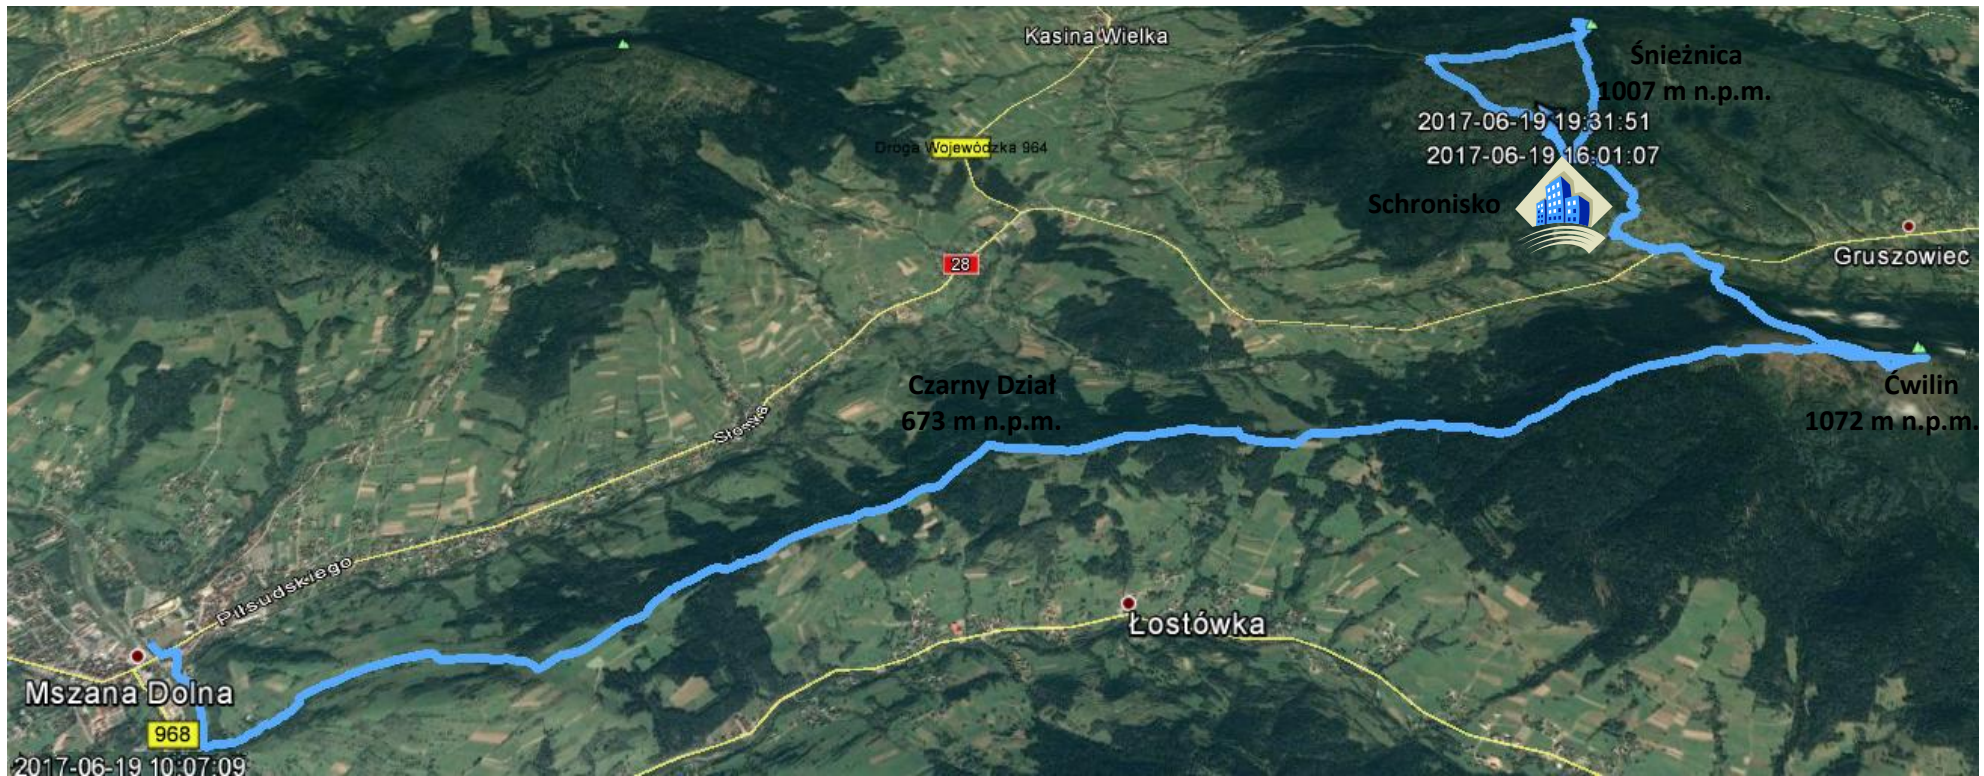 Kasina Wielka
Śnieżnica
1007 m n.p.m.
2017-06-19 19:31:51
2017-06-19 16:01:07
Droga Wojewódzka 964
Schronisko
Gruszowiec
28
Czarny Dział
673 m n.p.m.
Ćwilin
1072 m n.p.m.
Słomka
Piłsudskiego
Łostówka
Mszana Dolna
968
2017-06-19 10:07:09